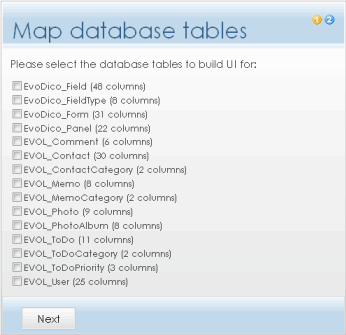 Map database tables
1 2
Please select the database tables to build UI for:
EvoDico_Field (48 columns)
EvoDico_FieldType (8 columns)
EvoDico_Form (31 columns)
EvoDico_Panel (22 columns)
EVOL_Comment (6 columns)
EVOL_Contact (30 columns)
EVOL_ContactCategory (2 columns)
EVOL_Memo (8 columns)
EVOL_MemoCategory (2 columns)
EVOL_Photo (9 columns)
EVOL_PhotoAlbum (8 columns)
EVOL_ToDo (11 columns)
EVOL_ToDoCategory (2 columns)
EVOL_ToDoPriority (3 columns)
EVOL_User (25 columns)
Next